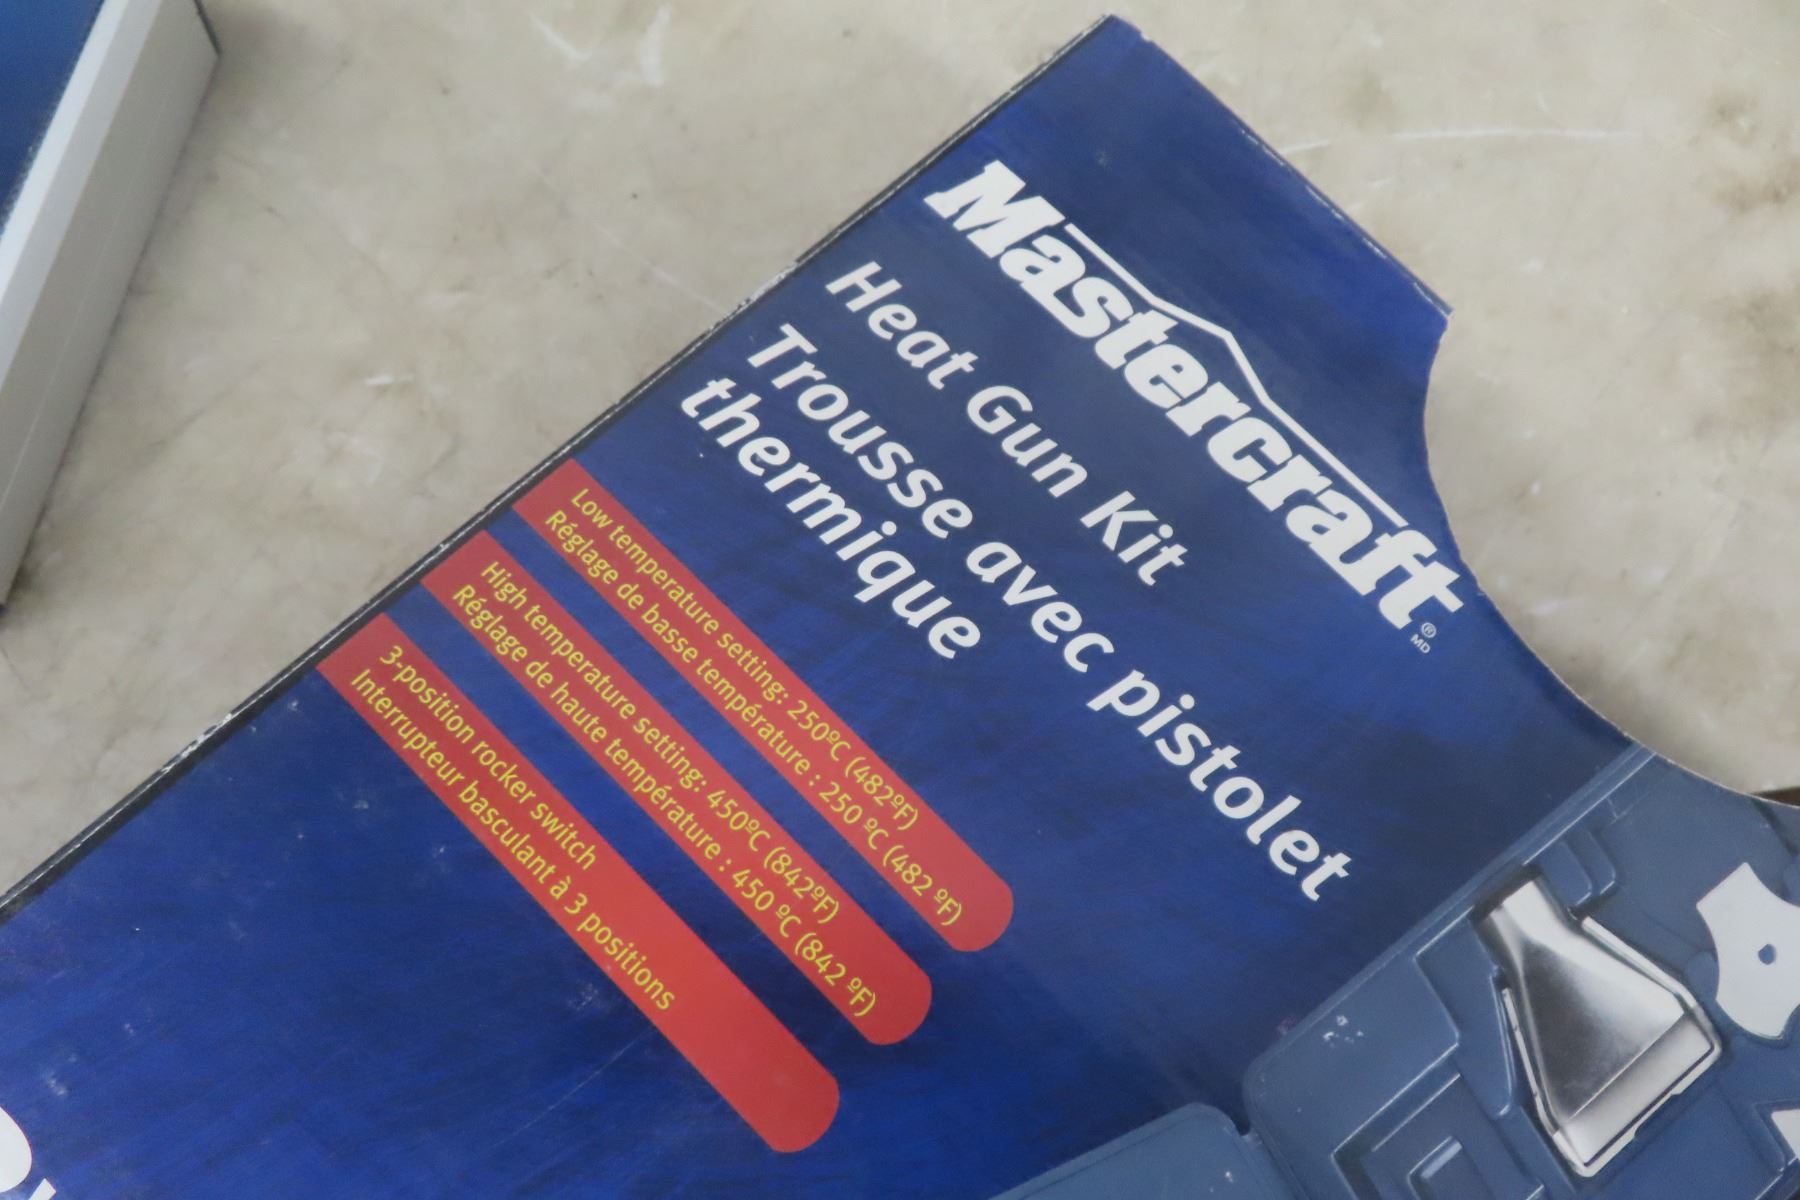 Mastercraft® MD
Heat Gun Kit
Trousse avec pistolet
thermique
Low temperature setting: 250ºC (482ºF)
Réglage de basse température : 250 ºC (482 ºF)
High temperature setting: 450ºC (842ºF)
Réglage de haute température : 450 ºC (842 ºF)
3-position rocker switch
Interrupteur basculant à 3 positions